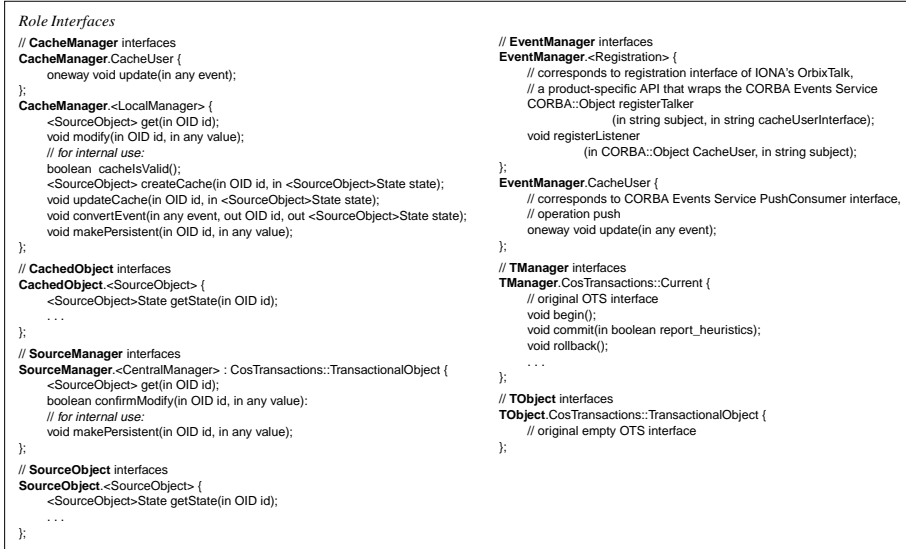 Role Interfaces
// CacheManager interfaces
CacheManager.CacheUser {
oneway void update(in any event);
};
CacheManager.<LocalManager> {
<SourceObject> get(in OID id);
void modify(in OID id, in any value);
// for internal use:
boolean cacheIsValid();
<SourceObject> createCache(in OID id, in <SourceObject>State state);
void updateCache(in OID id, in <SourceObject>State state);
void convertEvent(in any event, out OID id, out <SourceObject>State state);
void makePersistent(in OID id, in any value);
};
// CachedObject interfaces
CachedObject.<SourceObject> {
<SourceObject>State getState(in OID id);
. . .
};
// SourceManager interfaces
SourceManager.<CentralManager> : CosTransactions::TransactionalObject {
<SourceObject> get(in OID id);
boolean confirmModify(in OID id, in any value):
// for internal use:
void makePersistent(in OID id, in any value);
};
// SourceObject interfaces
SourceObject.<SourceObject> {
<SourceObject>State getState(in OID id);
. . .
};
// EventManager interfaces
EventManager.<Registration> {
// corresponds to registration interface of IONA's OrbixTalk,
// a product-specific API that wraps the CORBA Events Service
CORBA::Object registerTalker
(in string subject, in string cacheUserInterface);
void registerListener
(in CORBA::Object CacheUser, in string subject);
};
EventManager.CacheUser {
// corresponds to CORBA Events Service PushConsumer interface,
// operation push
oneway void update(in any event);
};
// TManager interfaces
TManager.CosTransactions::Current {
// original OTS interface
void begin();
void commit(in boolean report_heuristics);
void rollback();
. . .
};
// TObject interfaces
TObject.CosTransactions::TransactionalObject {
// original empty OTS interface
};